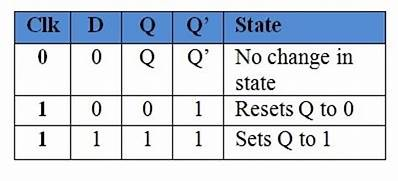 Clk D Q Q’ State
0 0 Q Q’ No change in
state
1 0 0 1 Resets Q to 0
1 1 1 1 Sets Q to 1